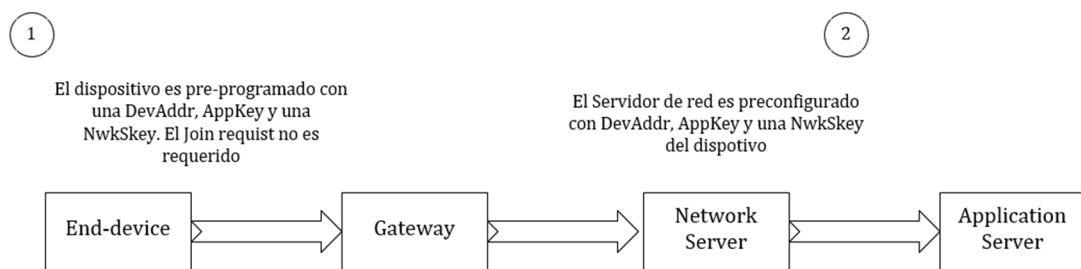 1
2
El dispositivo es pre-programado con
una DevAddr, AppKey y una
NwkSkey. El Join requist no es
requerido
El Servidor de red es preconfigurado
con DevAddr, AppKey y una NwkSKey
del dispotivo
End-device
Gateway
Network
Server
Application
Server